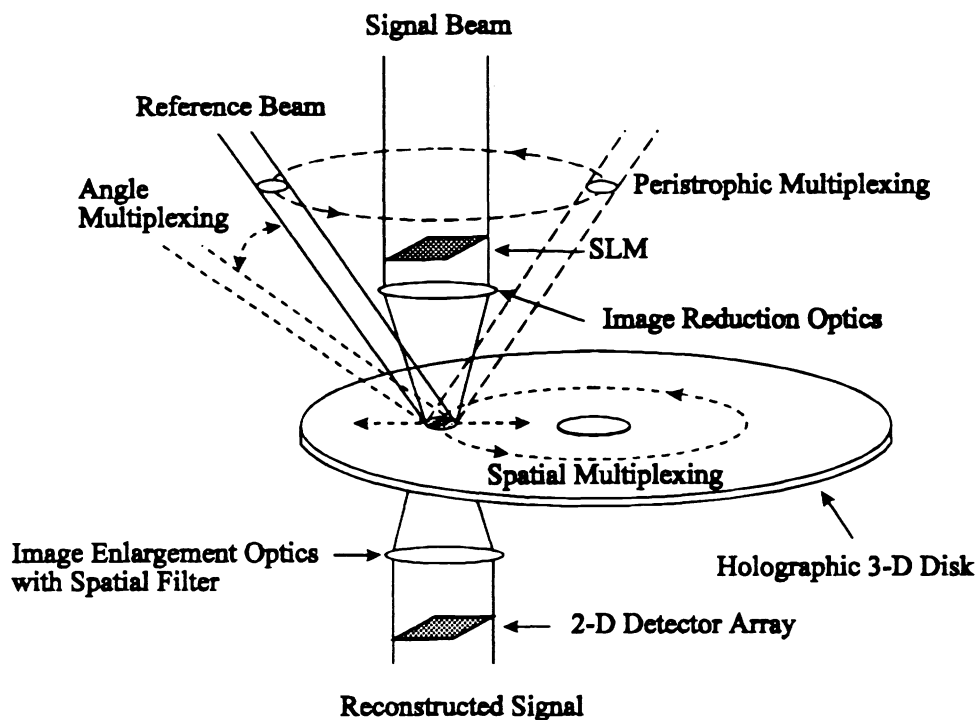 Signal Beam
Reference Beam
Angle
Multiplexing
Peristrophic Multiplexing
SLM
Image Reduction Optics
Spatial Multiplexing
Image Enlargement Optics
with Spatial Filter
Holographic 3-D Disk
2-D Detector Array
Reconstructed Signal